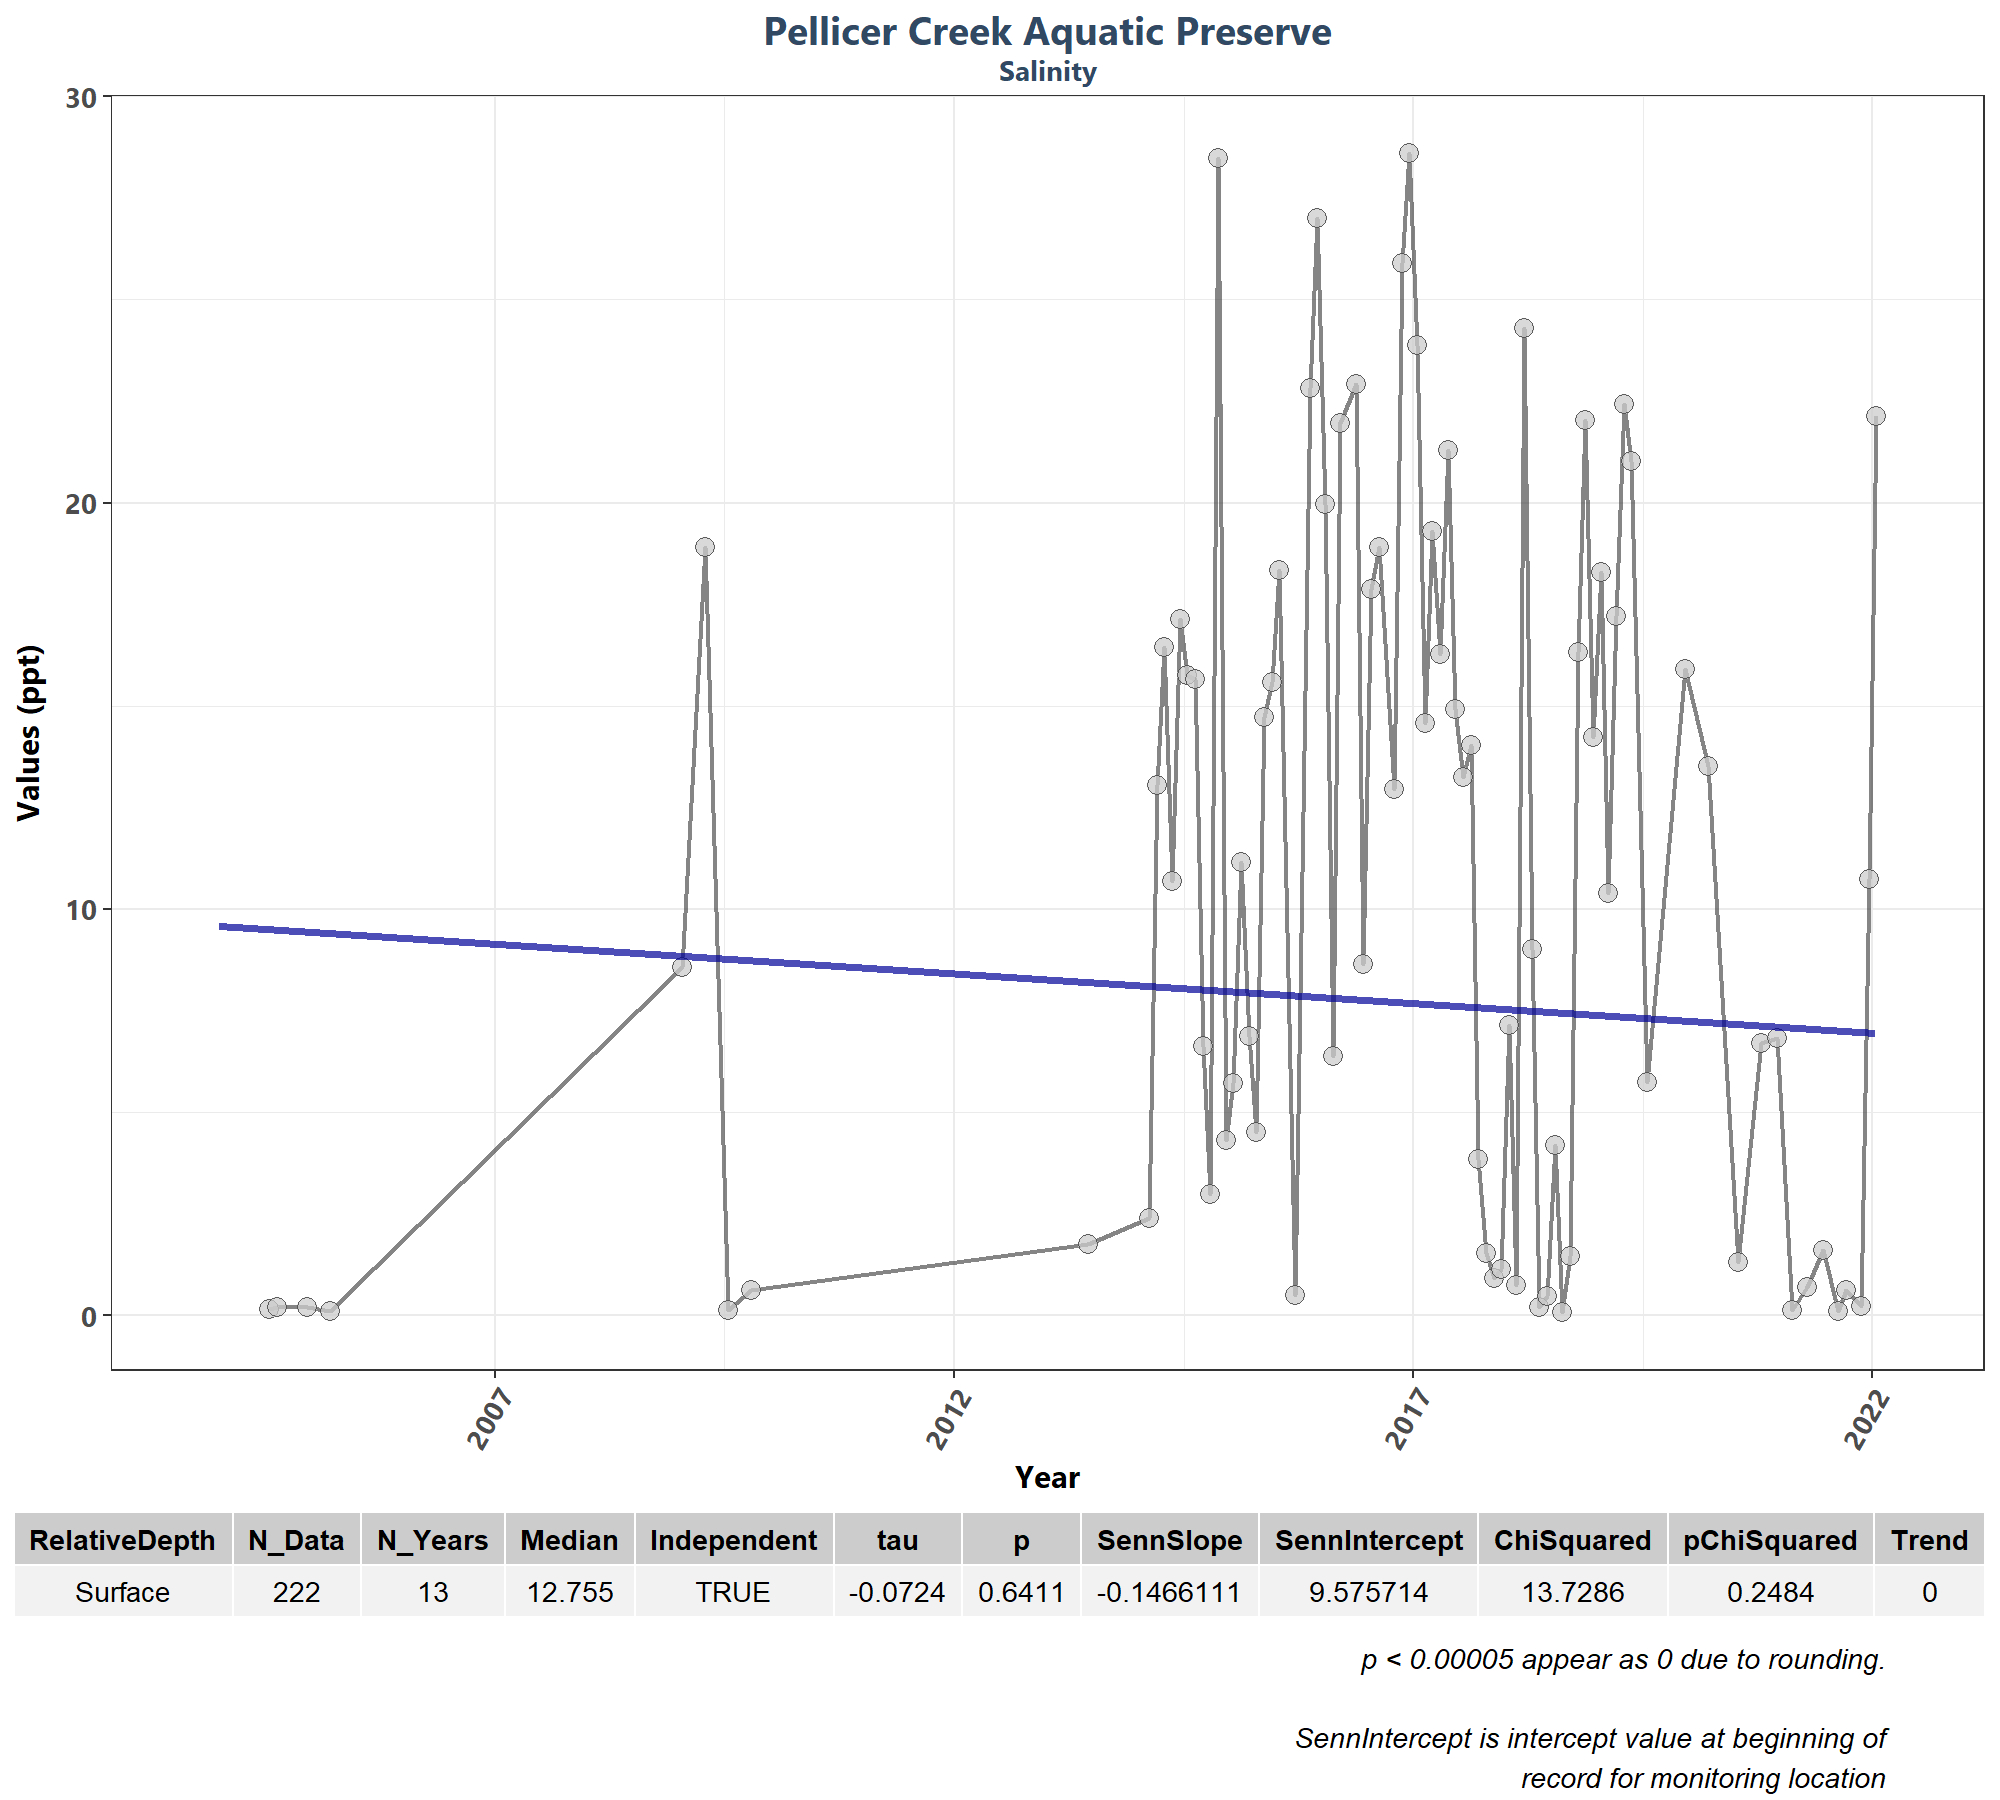 Pellicer Creek Aquatic Preserve
Salinity
30
20
10
0
Values (ppt)
2007
2012
2017
2022
Year
RelativeDepth N_Data N_Years Median Independent tau p SennSlope SennIntercept ChiSquared pChiSquared Trend
Surface 222 13 12.755 TRUE -0.0724 0.6411 -0.1466111 9.575714 13.7286 0.2484 0
p < 0.00005 appear as 0 due to rounding.
SennIntercept is intercept value at beginning of
record for monitoring location